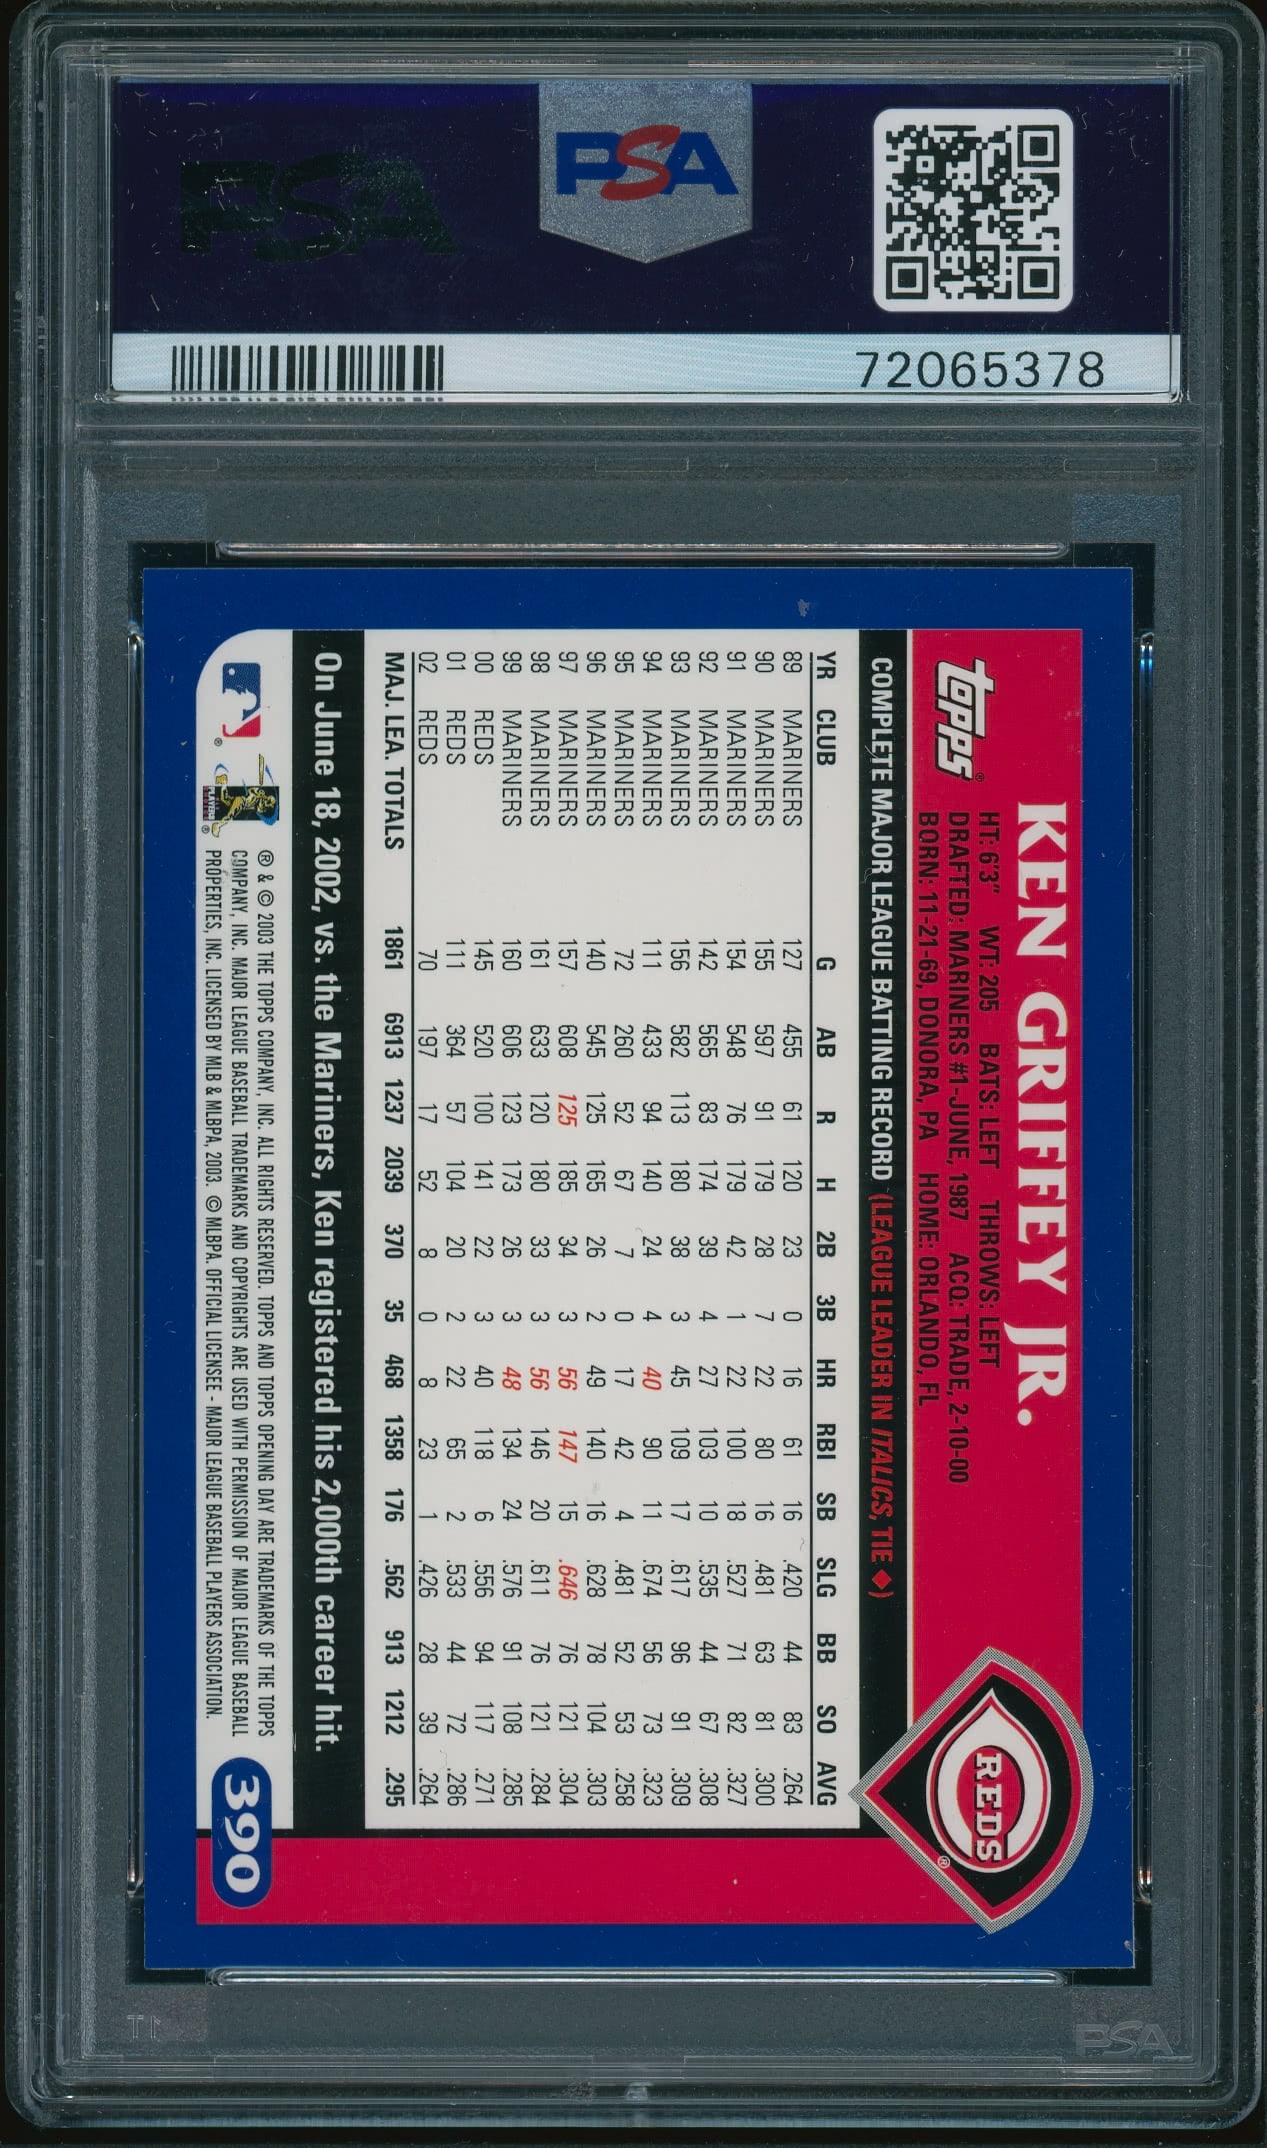 PSA
PSA
72065378
topps
KEN GRIFFEY JR.
HT: 6'3" WT: 205 BATS: LEFT THROWS: LEFT
DRAFTED: MARINERS #1-JUNE, 1987 ACQ: TRADE, 2-10-00
BORN: 11-21-69, DONORA, PA HOME: ORLANDO, FL
REDS®
COMPLETE MAJOR LEAGUE BATTING RECORD (LEAGUE LEADER IN ITALICS, TIE ◆)
YR CLUB G AB R H 2B 3B HR RBI SB SLG BB SO AVG
89 MARINERS 127 455 61 120 23 0 16 61 16 .420 44 83 .264
90 MARINERS 155 597 91 179 28 7 22 80 16 .481 63 81 .300
91 MARINERS 154 548 76 179 42 1 22 100 18 .527 71 82 .327
92 MARINERS 142 565 83 174 39 4 27 103 10 .535 44 67 .308
93 MARINERS 156 582 113 180 38 3 45 109 17 .617 96 91 .309
94 MARINERS 111 433 94 140 24 4 40 90 11 .674 56 73 .323
95 MARINERS 72 260 52 67 7 0 17 42 4 .481 52 53 .258
96 MARINERS 140 545 125 165 26 2 49 140 16 .628 78 104 .303
97 MARINERS 157 608 125 185 34 3 56 147 15 .646 76 121 .304
98 MARINERS 161 633 120 180 33 3 56 146 20 .611 76 121 .284
99 MARINERS 160 606 123 173 26 3 48 134 24 .576 91 108 .285
00 REDS 145 520 100 141 22 3 40 118 6 .556 94 117 .271
01 REDS 111 364 57 104 20 2 22 65 2 .533 44 72 .286
02 REDS 70 197 17 52 8 0 8 23 1 .426 28 39 .264
MAJ. LEA. TOTALS 1861 6913 1237 2039 370 35 468 1358 176 .562 913 1212 .295
On June 18, 2002, vs. the Mariners, Ken registered his 2,000th career hit.
® & © 2003 THE TOPPS COMPANY, INC. ALL RIGHTS RESERVED. TOPPS AND TOPPS OPENING DAY ARE TRADEMARKS OF THE TOPPS
COMPANY, INC. MAJOR LEAGUE BASEBALL TRADEMARKS AND COPYRIGHTS ARE USED WITH PERMISSION OF MAJOR LEAGUE BASEBALL
PROPERTIES, INC. LICENSED BY MLB & MLBPA, 2003. © MLBPA. OFFICIAL LICENSEE - MAJOR LEAGUE BASEBALL PLAYERS ASSOCIATION.
390
PSA